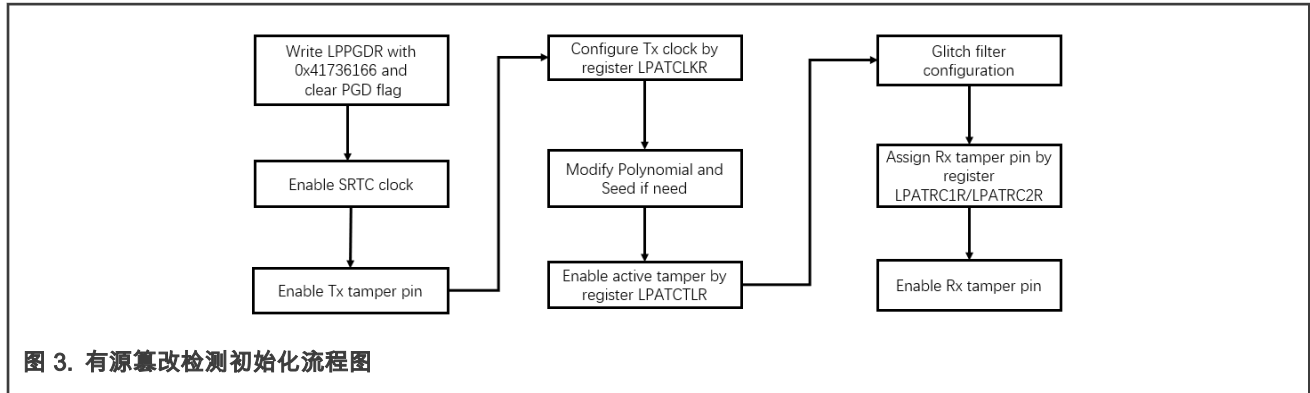 Write LPPGDR with
0x41736166 and
clear PGD flag
Enable SRTC clock
Enable Tx tamper pin
Configure Tx clock by
register LPATCLKR
Modify Polynomial and
Seed if need
Enable active tamper by
register LPATCTLR
Glitch filter
configuration
Assign Rx tamper pin by
register
LPATRC1R/LPATRC2R
Enable Rx tamper pin
图 3. 有源篡改检测初始化流程图